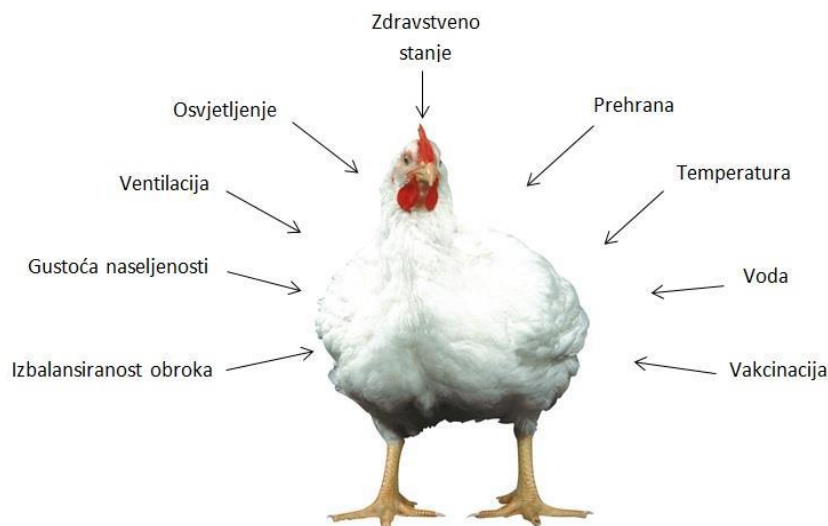 Zdravstveno
stanje
Osvjetljenje
Prehrana
Ventilacija
Temperatura
Gustoća naseljenosti
Voda
Izbalansiranost obroka
Vakcinacija